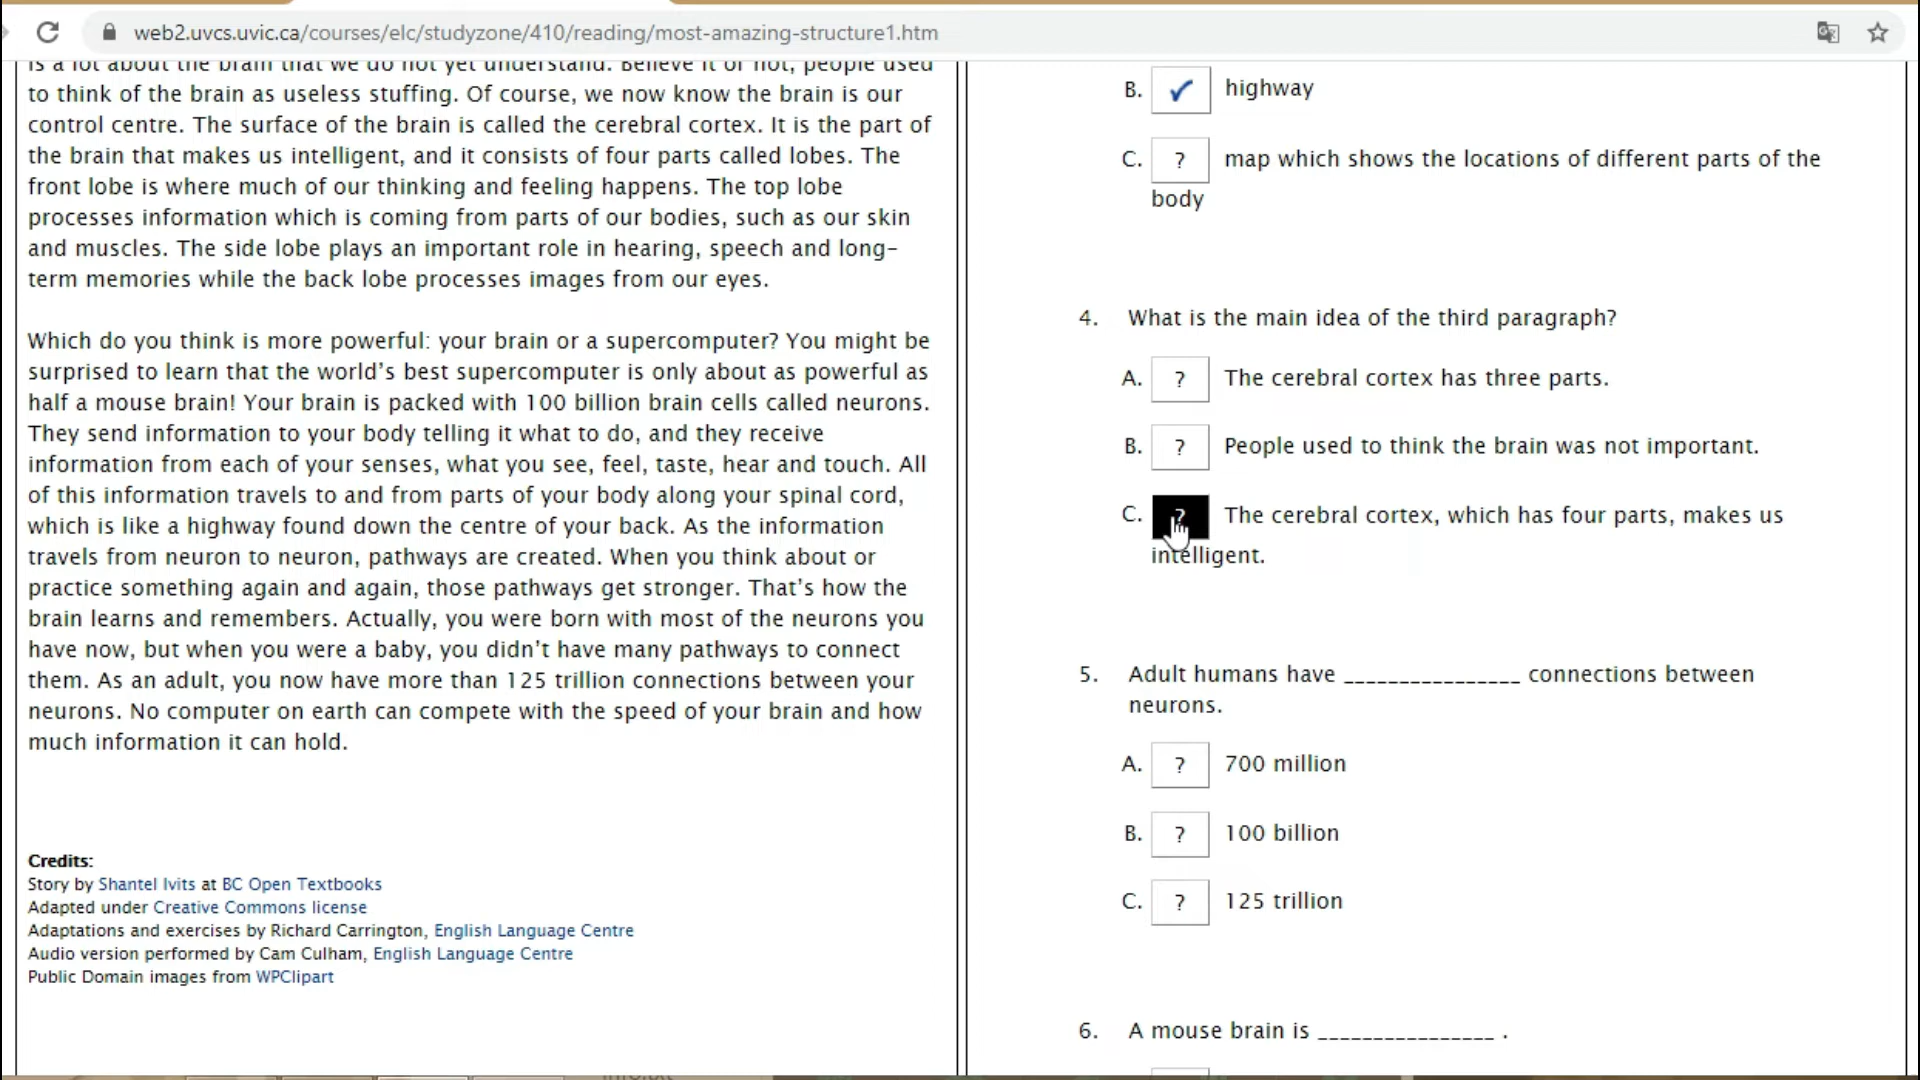 web2.uvcs.uvic.ca/courses/elc/studyzone/410/reading/most-amazing-structure1.htm
is a lot about the brain that we do not yet understand. Believe it or not, people used
to think of the brain as useless stuffing. Of course, we now know the brain is our
control centre. The surface of the brain is called the cerebral cortex. It is the part of
the brain that makes us intelligent, and it consists of four parts called lobes. The
front lobe is where much of our thinking and feeling happens. The top lobe
processes information which is coming from parts of our bodies, such as our skin
and muscles. The side lobe plays an important role in hearing, speech and long-
term memories while the back lobe processes images from our eyes.
Which do you think is more powerful: your brain or a supercomputer? You might be
surprised to learn that the world's best supercomputer is only about as powerful as
half a mouse brain! Your brain is packed with 100 billion brain cells called neurons.
They send information to your body telling it what to do, and they receive
information from each of your senses, what you see, feel, taste, hear and touch. All
of this information travels to and from parts of your body along your spinal cord,
which is like a highway found down the centre of your back. As the information
travels from neuron to neuron, pathways are created. When you think about or
practice something again and again, those pathways get stronger. That's how the
brain learns and remembers. Actually, you were born with most of the neurons you
have now, but when you were a baby, you didn't have many pathways to connect
them. As an adult, you now have more than 125 trillion connections between your
neurons. No computer on earth can compete with the speed of your brain and how
much information it can hold.
Credits:
Story by Shantel Ivits at BC Open Textbooks
Adapted under Creative Commons license
Adaptations and exercises by Richard Carrington, English Language Centre
Audio version performed by Cam Culham, English Language Centre
Public Domain images from WPClipart
B. ✓ highway
C. ? map which shows the locations of different parts of the
body
4. What is the main idea of the third paragraph?
A. ? The cerebral cortex has three parts.
B. ? People used to think the brain was not important.
C. ? The cerebral cortex, which has four parts, makes us
intelligent.
5. Adult humans have ________________ connections between
neurons.
A. ? 700 million
B. ? 100 billion
C. ? 125 trillion
6. A mouse brain is ________________ .